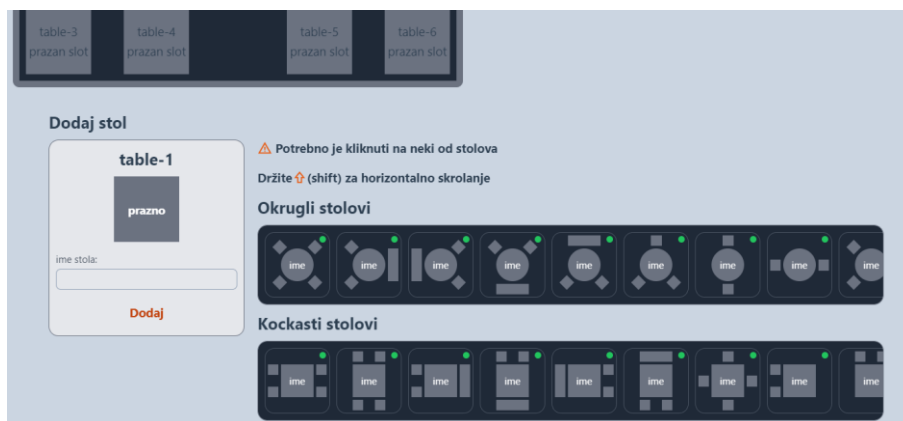 table-3 table-4 table-5 table-6
prazan slot prazan slot prazan slot prazan slot
Dodaj stol
table-1
prazno
ime stola:
Dodaj
Potrebno je kliknuti na neki od stolova
Držite (shift) za horizontalno skrolanje
Okrugli stolovi
ime ime ime ime ime ime ime ime ime
Kockasti stolovi
ime ime ime ime ime ime ime ime ime